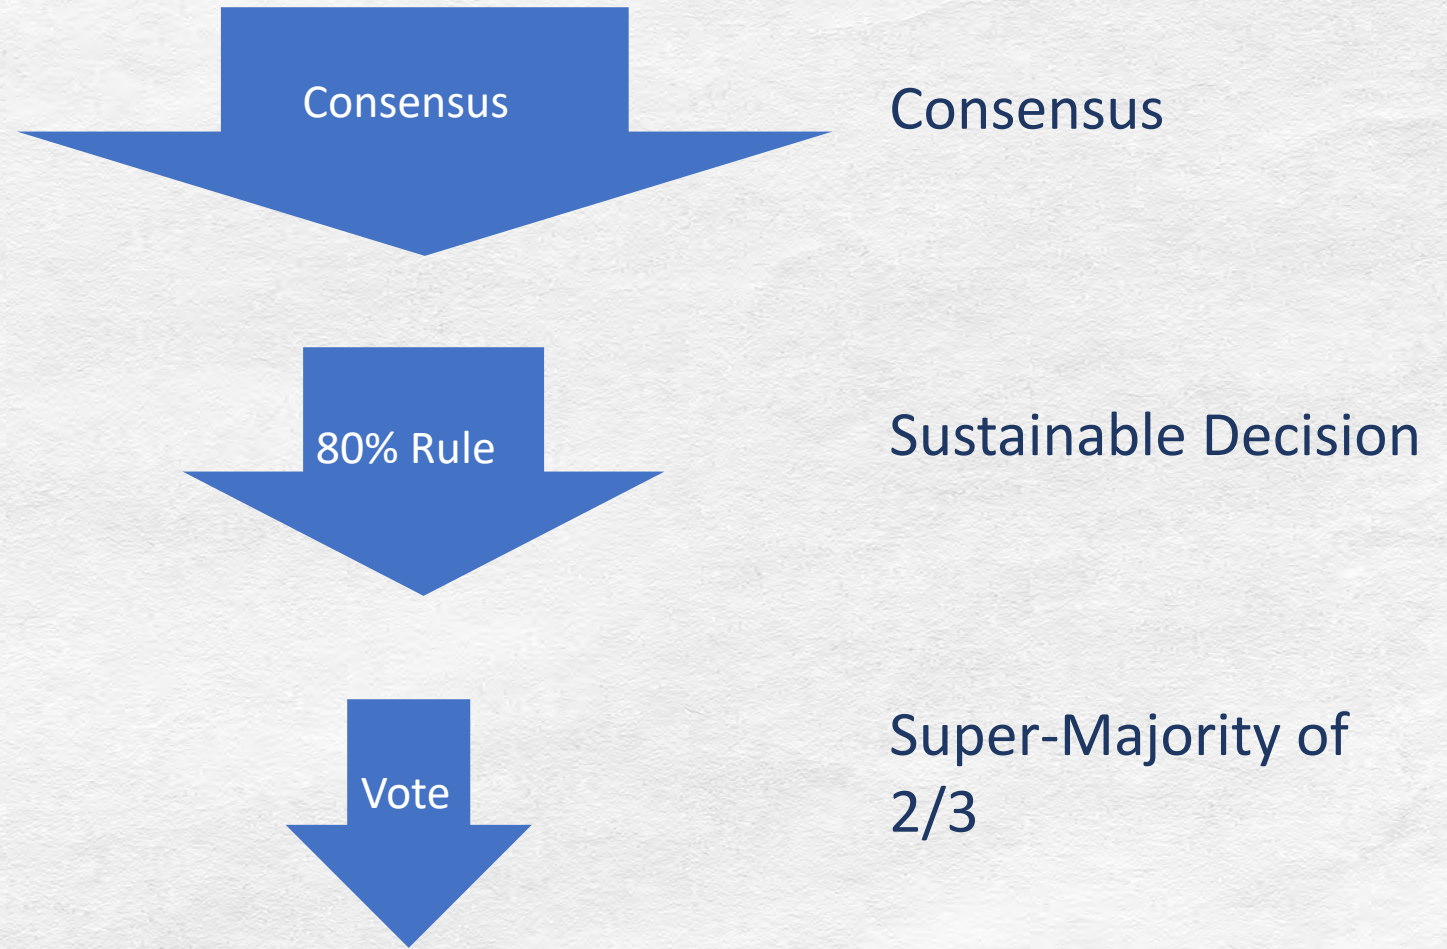 Consensus
Consensus
80% Rule
Sustainable Decision
Vote
Super-Majority of
2/3